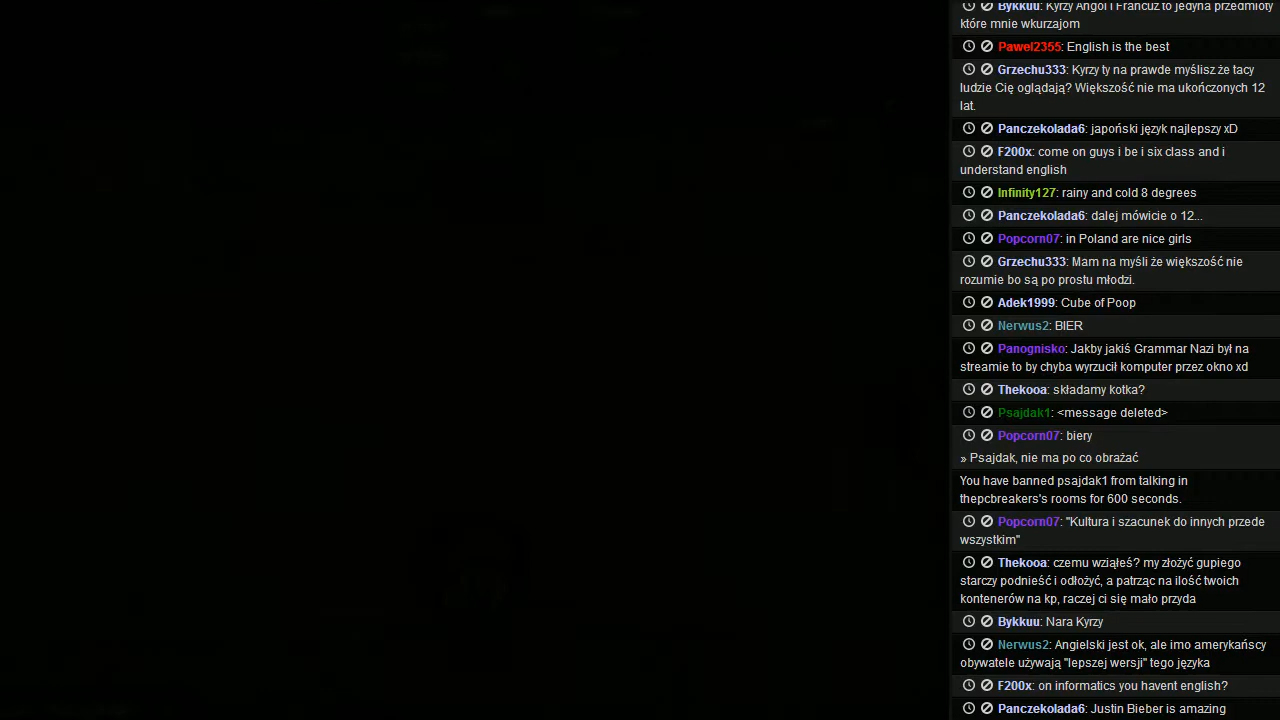 Bykkuu: Kyrzy Angol i Francuz to jedyna przedmioty
które mnie wkurzajom
Pawel2355: English is the best
Grzechu333: Kyrzy ty na prawde myślisz że tacy
ludzie Cię oglądają? Większość nie ma ukończonych 12
lat.
Panczekolada6: japoński język najlepszy xD
F200x: come on guys i be i six class and i
understand english
Infinity127: rainy and cold 8 degrees
Panczekolada6: dalej mówicie o 12...
Popcorn07: in Poland are nice girls
Grzechu333: Mam na myśli że większość nie
rozumie bo są po prostu młodzi.
Adek1999: Cube of Poop
Nerwus2: BIER
Panognisko: Jakby jakiś Grammar Nazi był na
streamie to by chyba wyrzucił komputer przez okno xd
Thekooa: składamy kotka?
Psajdak1: <message deleted>
Popcorn07: biery
» Psajdak, nie ma po co obrażać
You have banned psajdak1 from talking in
thepcbreakers's rooms for 600 seconds.
Popcorn07: "Kultura i szacunek do innych przede
wszystkim"
Thekooa: czemu wziąłeś? my złożyć gupiego
starczy podnieść i odłożyć, a patrząc na ilość twoich
kontenerów na kp, raczej ci się mało przyda
Bykkuu: Nara Kyrzy
Nerwus2: Angielski jest ok, ale imo amerykańscy
obywatele używają "lepszej wersji" tego języka
F200x: on informatics you havent english?
Panczekolada6: Justin Bieber is amazing